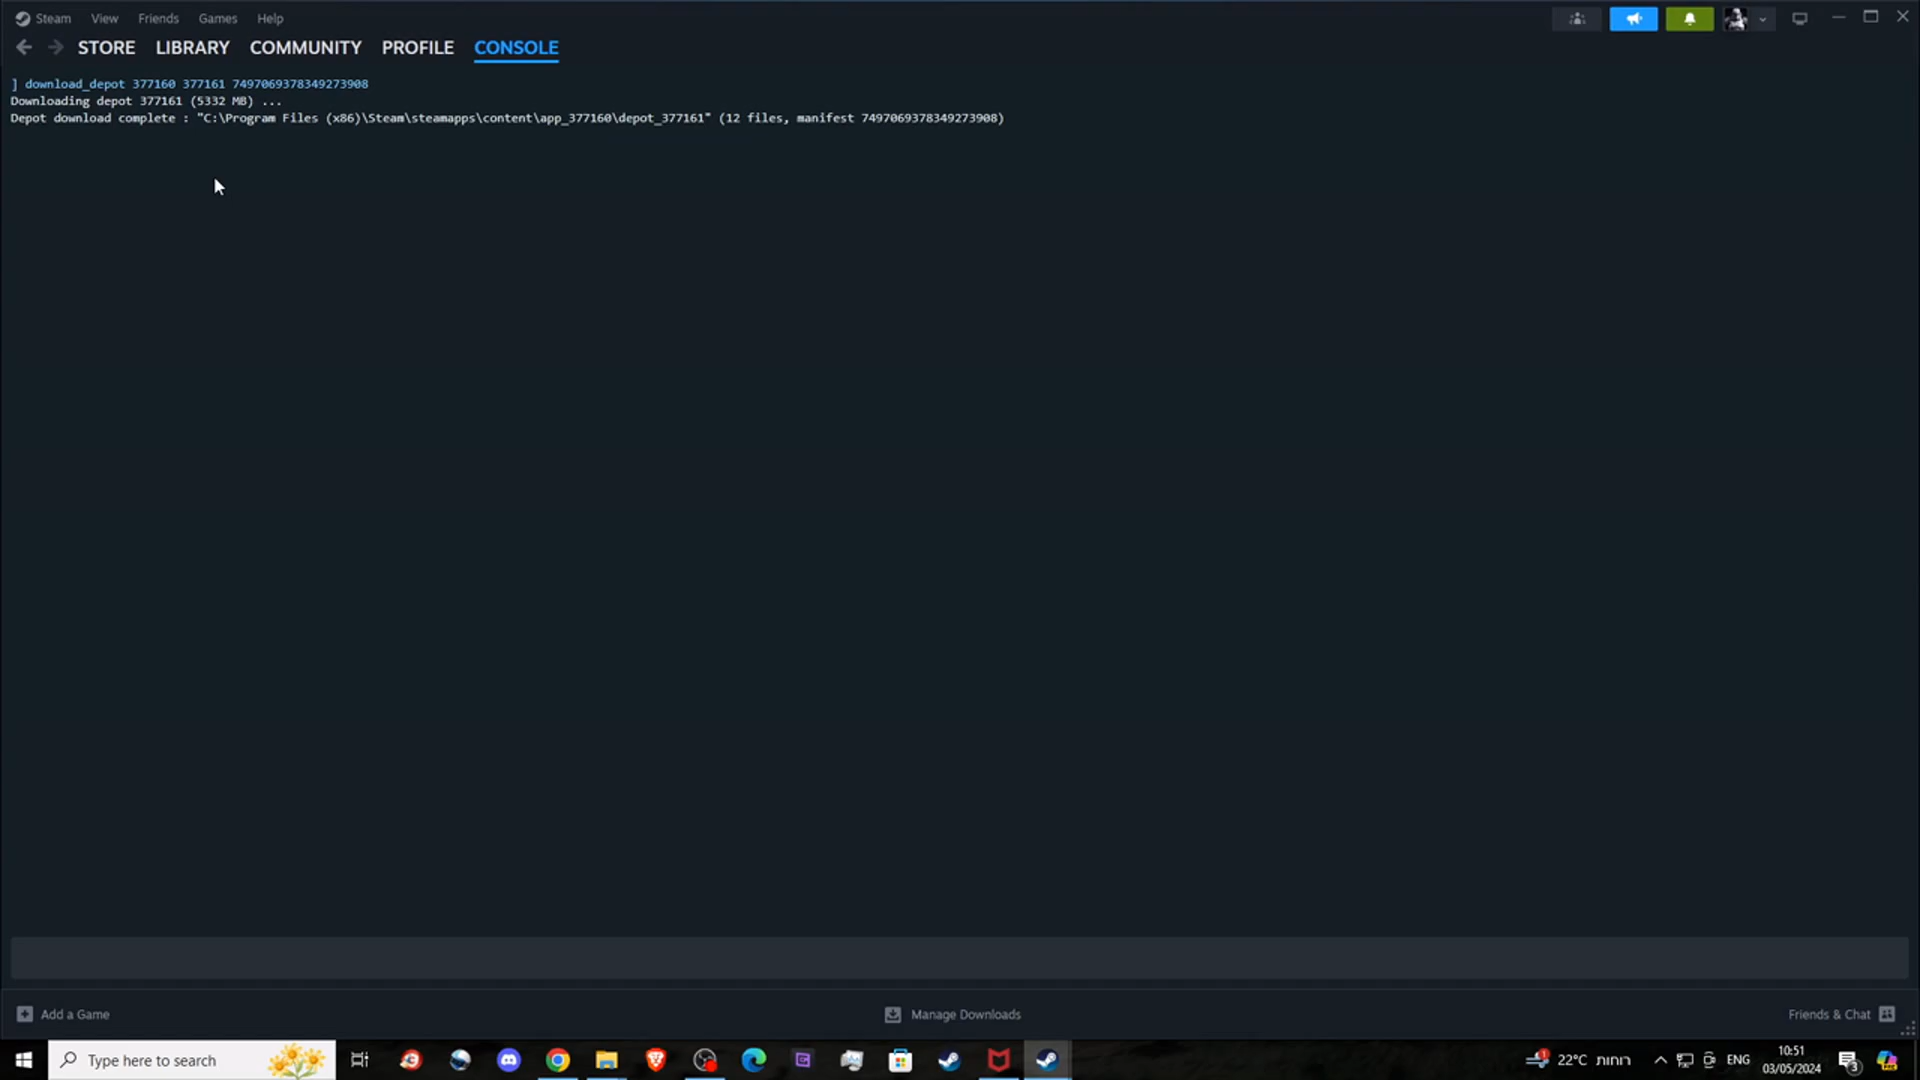 Steam View Friends Games Help
STORE LIBRARY COMMUNITY PROFILE CONSOLE
] download_depot 377160 377161 7497069378349273908
Downloading depot 377161 (5332 MB) ...
Depot download complete : "C:\Program Files (x86)\Steam\steamapps\content\app_377160\depot_377161" (12 files, manifest 7497069378349273908)
Add a Game
Manage Downloads
Friends & Chat
Type here to search
22°C רוחות
ENG
10:51
03/05/2024
3